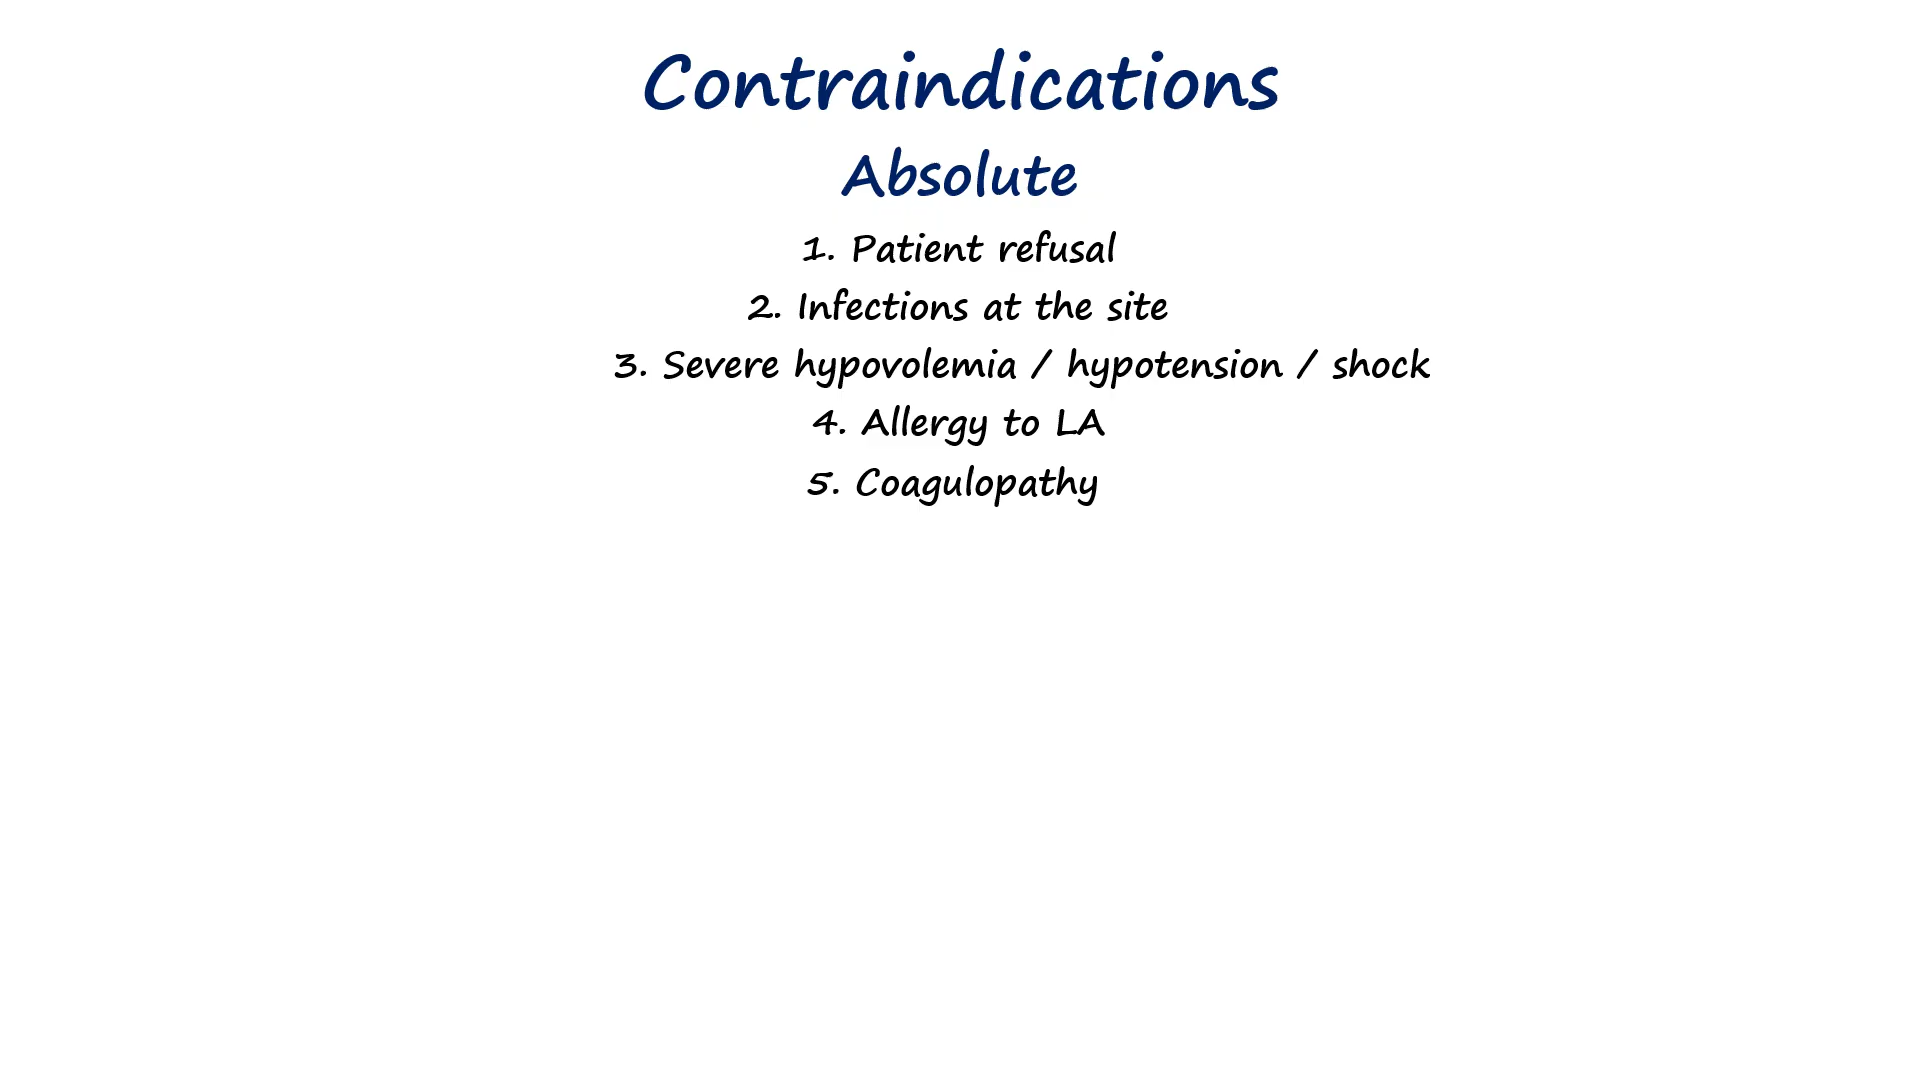 Contraindications
Absolute
1. Patient refusal
2. Infections at the site
3. Severe hypovolemia / hypotension / shock
4. Allergy to LA
5. Coagulopathy